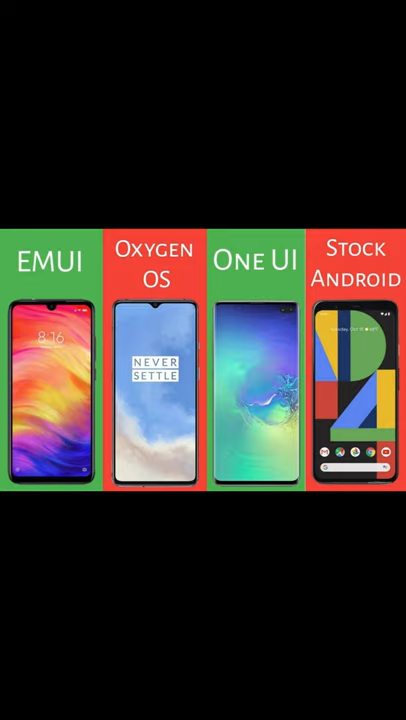 EMUI
Oxygen
OS
One UI
Stock
Android
8:16
NEVER
SETTLE